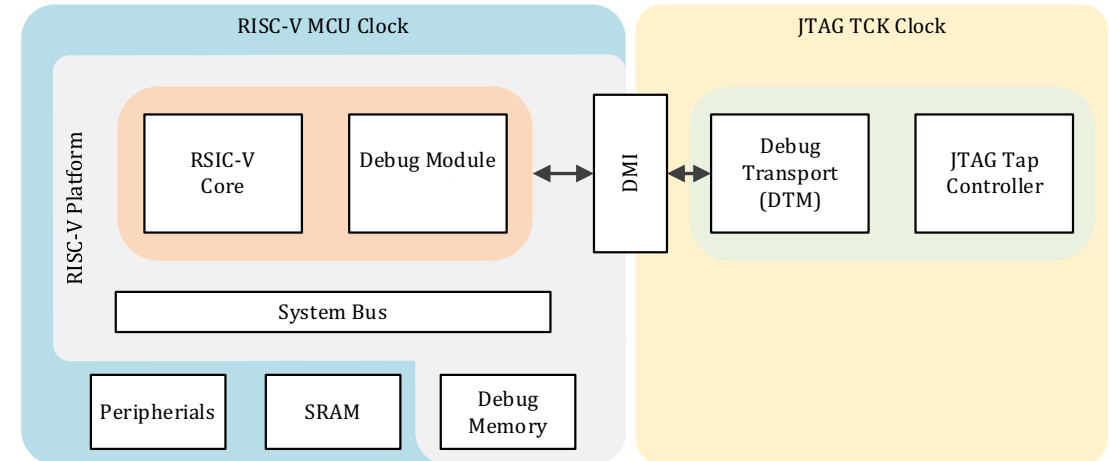 RISC-V MCU Clock
JTAG TCK Clock
RISC-V Platform
RSIC-V
Core
Debug Module
DMI
Debug
Transport
(DTM)
JTAG Tap
Controller
System Bus
Peripherials
SRAM
Debug
Memory